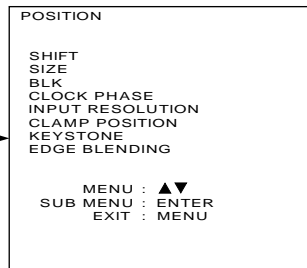 POSITION
SHIFT
SIZE
BLK
CLOCK PHASE
INPUT RESOLUTION
CLAMP POSITION
KEYSTONE
EDGE BLENDING
MENU : ▲▼
SUB MENU : ENTER
EXIT : MENU